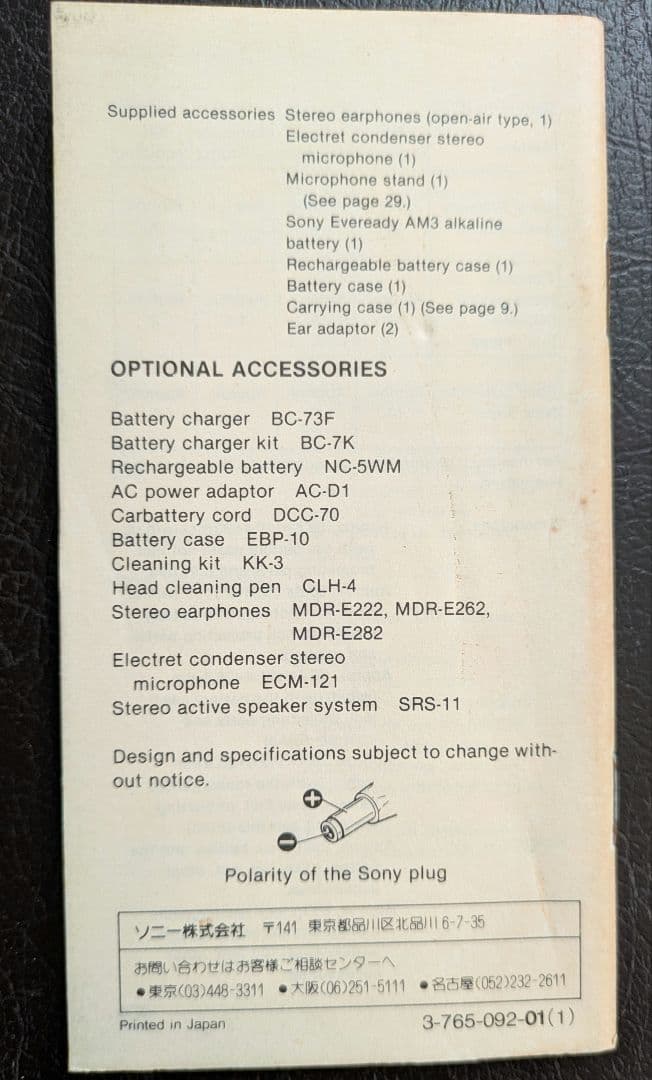 Supplied accessories Stereo earphones (open-air type, 1)
Electret condenser stereo
microphone (1)
Microphone stand (1)
(See page 29.)
Sony Eveready AM3 alkaline
battery (1)
Rechargeable battery case (1)
Battery case (1)
Carrying case (1) (See page 9.)
Ear adaptor (2)
OPTIONAL ACCESSORIES
Battery charger BC-73F
Battery charger kit BC-7K
Rechargeable battery NC-5WM
AC power adaptor AC-D1
Carbattery cord DCC-70
Battery case EBP-10
Cleaning kit KK-3
Head cleaning pen CLH-4
Stereo earphones MDR-E222, MDR-E262,
MDR-E282
Electret condenser stereo
microphone ECM-121
Stereo active speaker system SRS-11
Design and specifications subject to change with-
out notice.
Polarity of the Sony plug
ソニー株式会社 〒141 東京都品川区北品川6-7-35
お問い合わせはお客様ご相談センターへ
●東京(03)448-3311 ●大阪(06)251-5111 ●名古屋(052)232-2611
Printed in Japan 3-765-092-01(1)